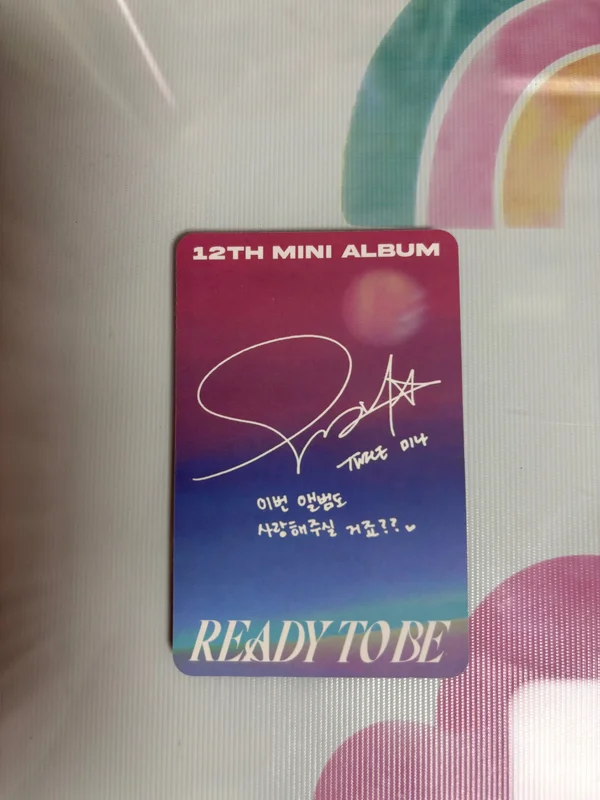 12TH MINI ALBUM
TWICE 미나
이번 앨범도
사랑해주실 거죠??
READY TO BE